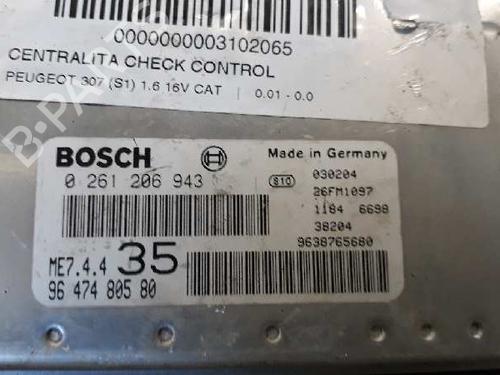 0000000003102065
CENTRALITA CHECK CONTROL
PEUGEOT 307 (S1) 1.6 16V CAT | 0.01 - 0.0
BOSCH
Made in Germany
0 261 206 943
S10
030204
26FM1097
1184 6698
38204
9638765680
ME7.4.4 35
96 474 805 80